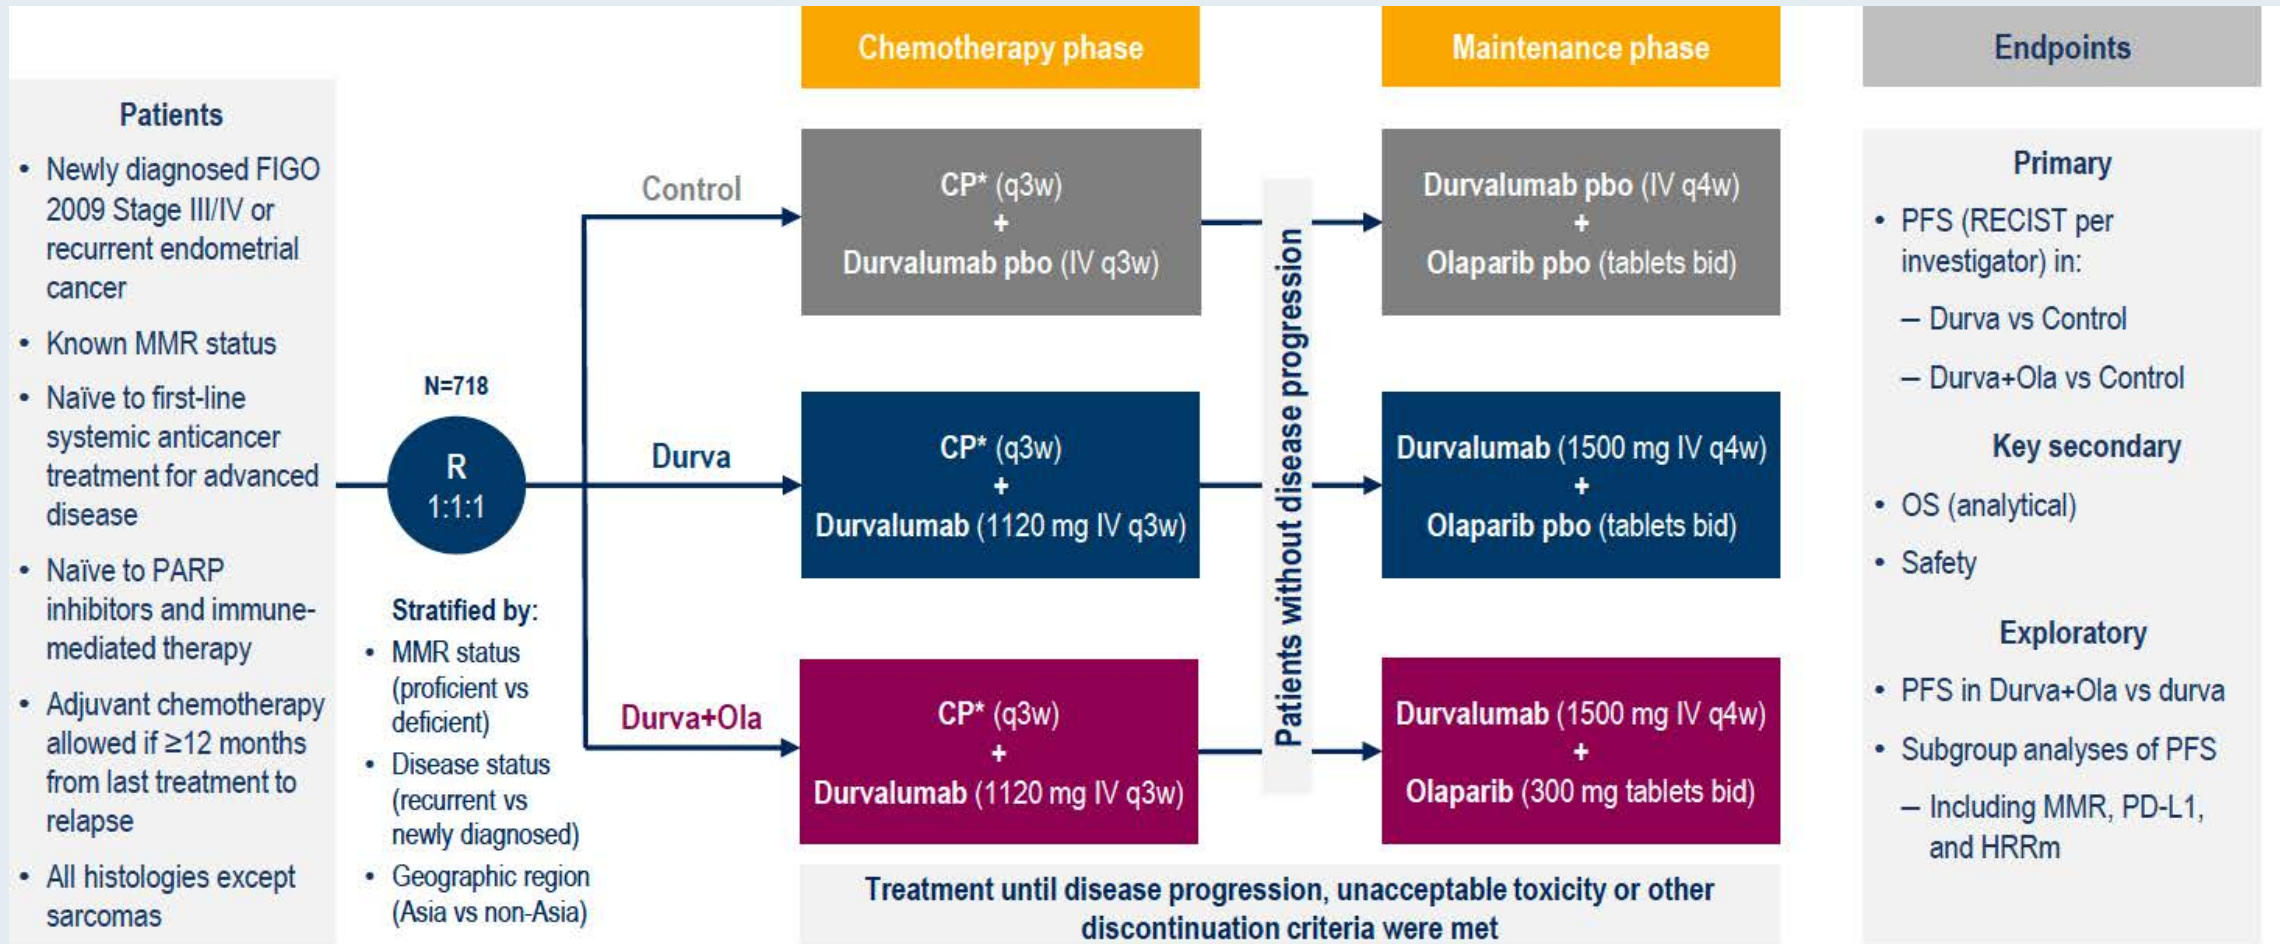 Chemotherapy phase
Maintenance phase
Endpoints
Patients
• Newly diagnosed FIGO
2009 Stage III/IV or
recurrent endometrial
cancer
• Known MMR status
• Naïve to first-line
systemic anticancer
treatment for advanced
disease
• Naïve to PARP
inhibitors and immune-
mediated therapy
• Adjuvant chemotherapy
allowed if ≥12 months
from last treatment to
relapse
• All histologies except
sarcomas
N=718
R
1:1:1
Stratified by:
• MMR status
(proficient vs
deficient)
• Disease status
(recurrent vs
newly diagnosed)
• Geographic region
(Asia vs non-Asia)
Control
CP* (q3w)
+
Durvalumab pbo (IV q3w)
Durva
CP* (q3w)
+
Durvalumab (1120 mg IV q3w)
Durva+Ola
CP* (q3w)
+
Durvalumab (1120 mg IV q3w)
Patients without disease progression
Durvalumab pbo (IV q4w)
+
Olaparib pbo (tablets bid)
Durvalumab (1500 mg IV q4w)
+
Olaparib pbo (tablets bid)
Durvalumab (1500 mg IV q4w)
+
Olaparib (300 mg tablets bid)
Treatment until disease progression, unacceptable toxicity or other
discontinuation criteria were met
Primary
• PFS (RECIST per
investigator) in:
– Durva vs Control
– Durva+Ola vs Control
Key secondary
• OS (analytical)
• Safety
Exploratory
• PFS in Durva+Ola vs durva
• Subgroup analyses of PFS
– Including MMR, PD-L1,
and HRRm